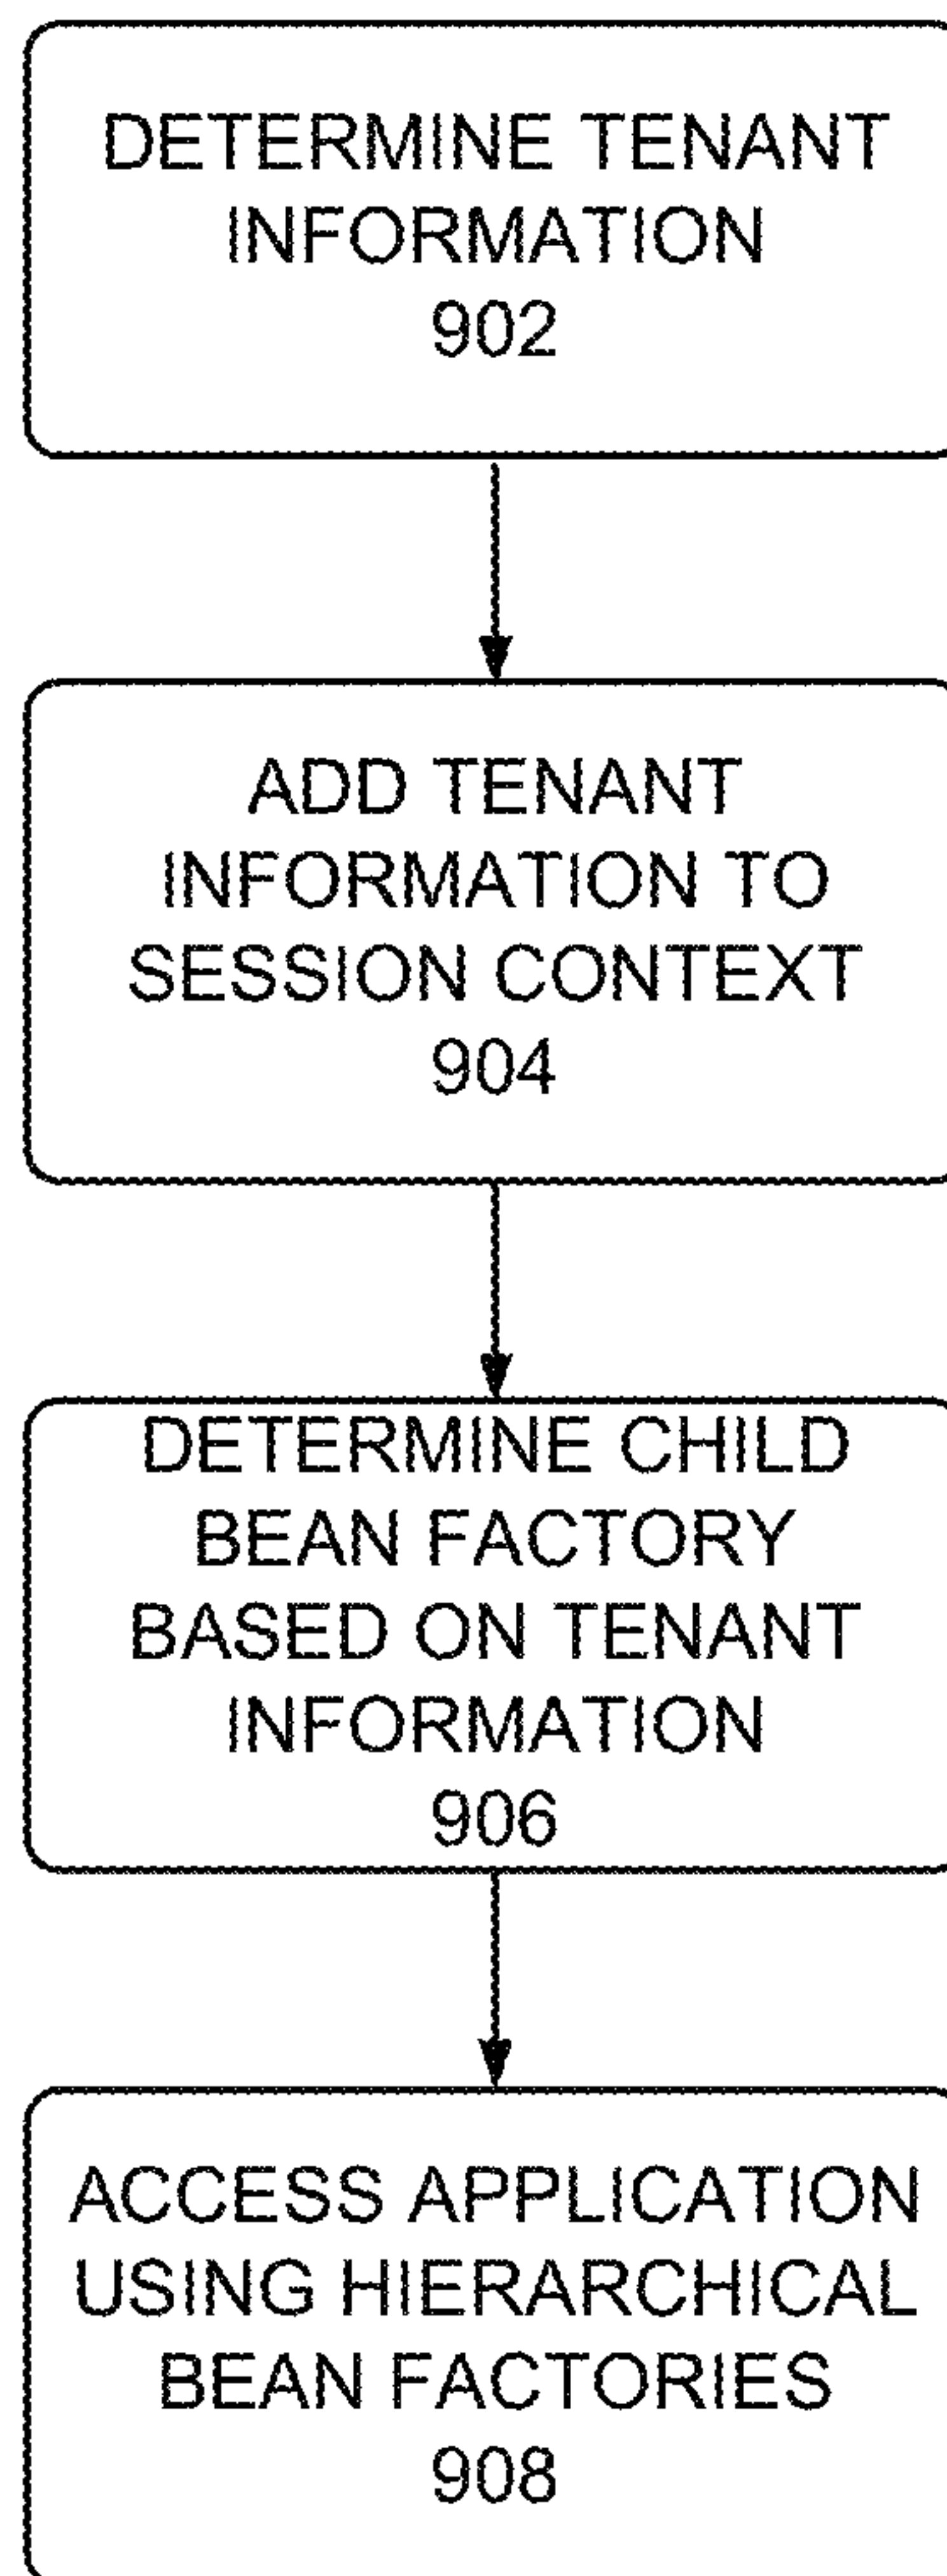 DETERMINE TENANT
INFORMATION
902
ADD TENANT
INFORMATION TO
SESSION CONTEXT
904
DETERMINE CHILD
BEAN FACTORY
BASED ON TENANT
INFORMATION
906
ACCESS APPLICATION
USING HIERARCHICAL
BEAN FACTORIES
908